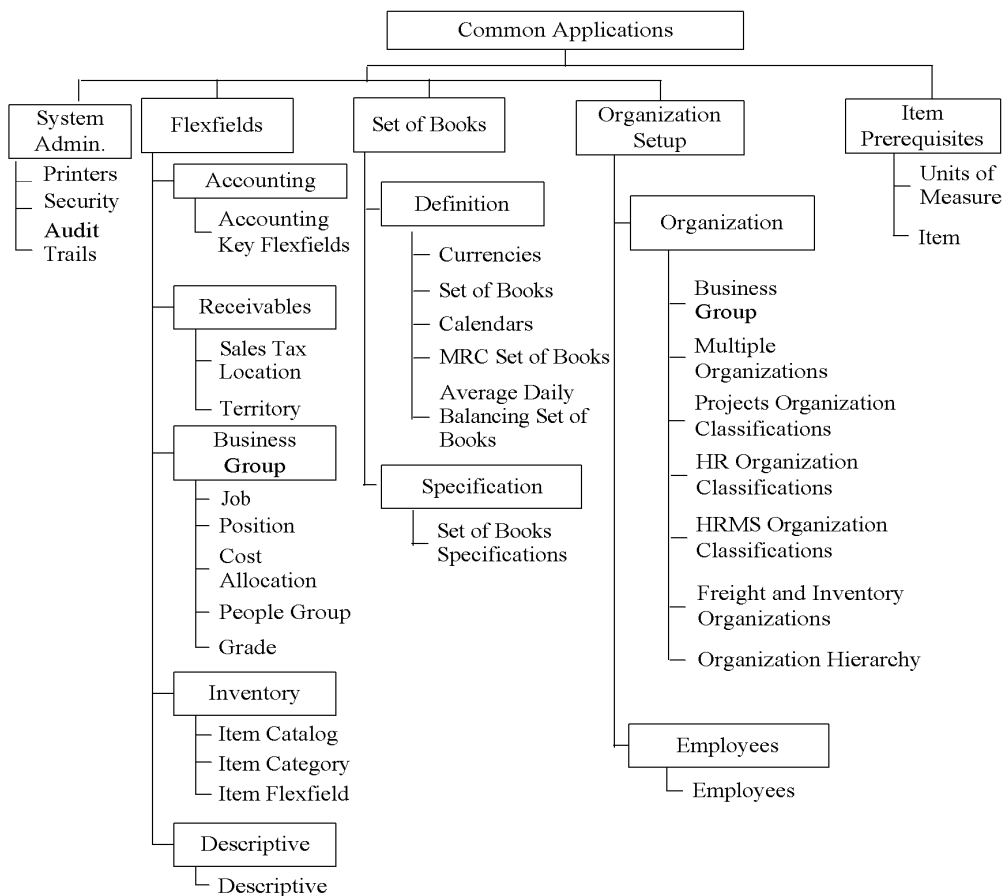 Common Applications
System
Admin.
Printers
Security
Audit
Trails
Flexfields
Accounting
Accounting
Key Flexfields
Receivables
Sales Tax
Location
Territory
Business
Group
Job
Position
Cost
Allocation
People Group
Grade
Inventory
Item Catalog
Item Category
Item Flexfield
Descriptive
Descriptive
Set of Books
Definition
Currencies
Set of Books
Calendars
MRC Set of Books
Average Daily
Balancing Set of
Books
Specification
Set of Books
Specifications
Organization
Setup
Organization
Business
Group
Multiple
Organizations
Projects Organization
Classifications
HR Organization
Classifications
HRMS Organization
Classifications
Freight and Inventory
Organizations
Organization Hierarchy
Employees
Employees
Item
Prerequisites
Units of
Measure
Item